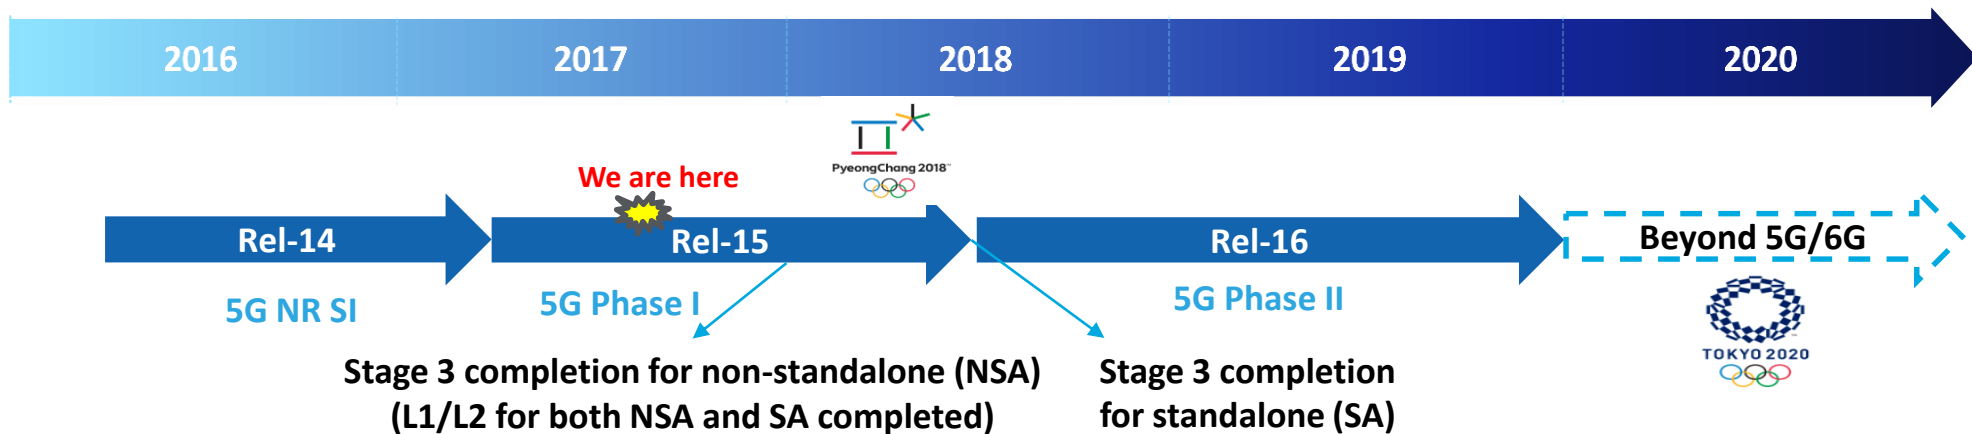 2016 2017 2018 2019 2020
PyeongChang 2018™
We are here
Rel-14 Rel-15 Rel-16 Beyond 5G/6G
5G NR SI 5G Phase I 5G Phase II
TOKYO 2020
Stage 3 completion for non-standalone (NSA)
(L1/L2 for both NSA and SA completed)
Stage 3 completion
for standalone (SA)